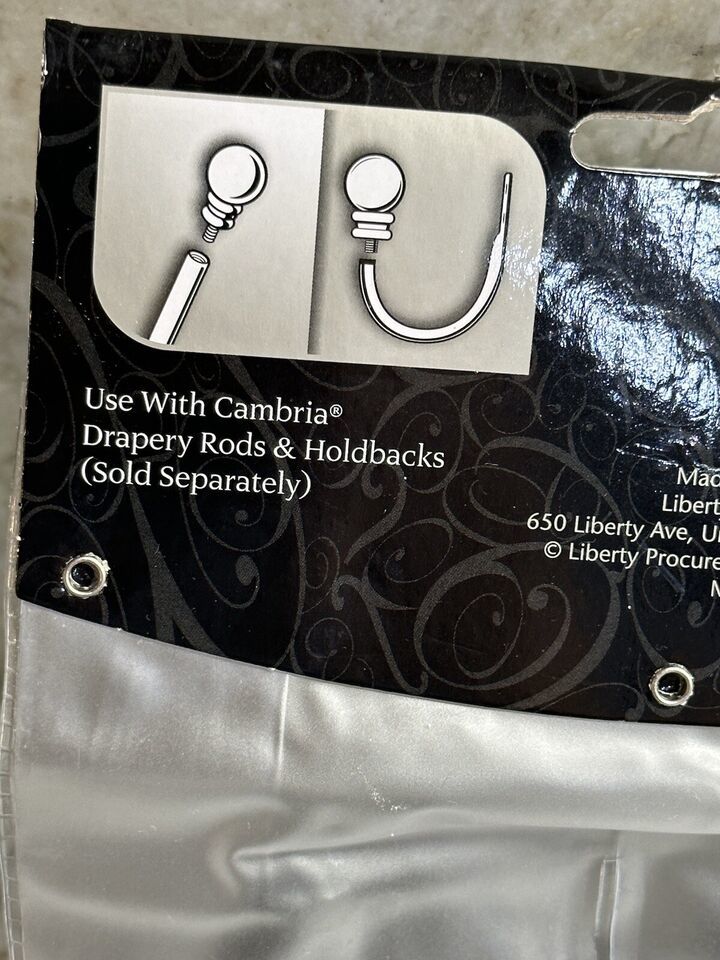 Use With Cambria®
Drapery Rods & Holdbacks
(Sold Separately)
650 Liberty Ave,
© Liberty